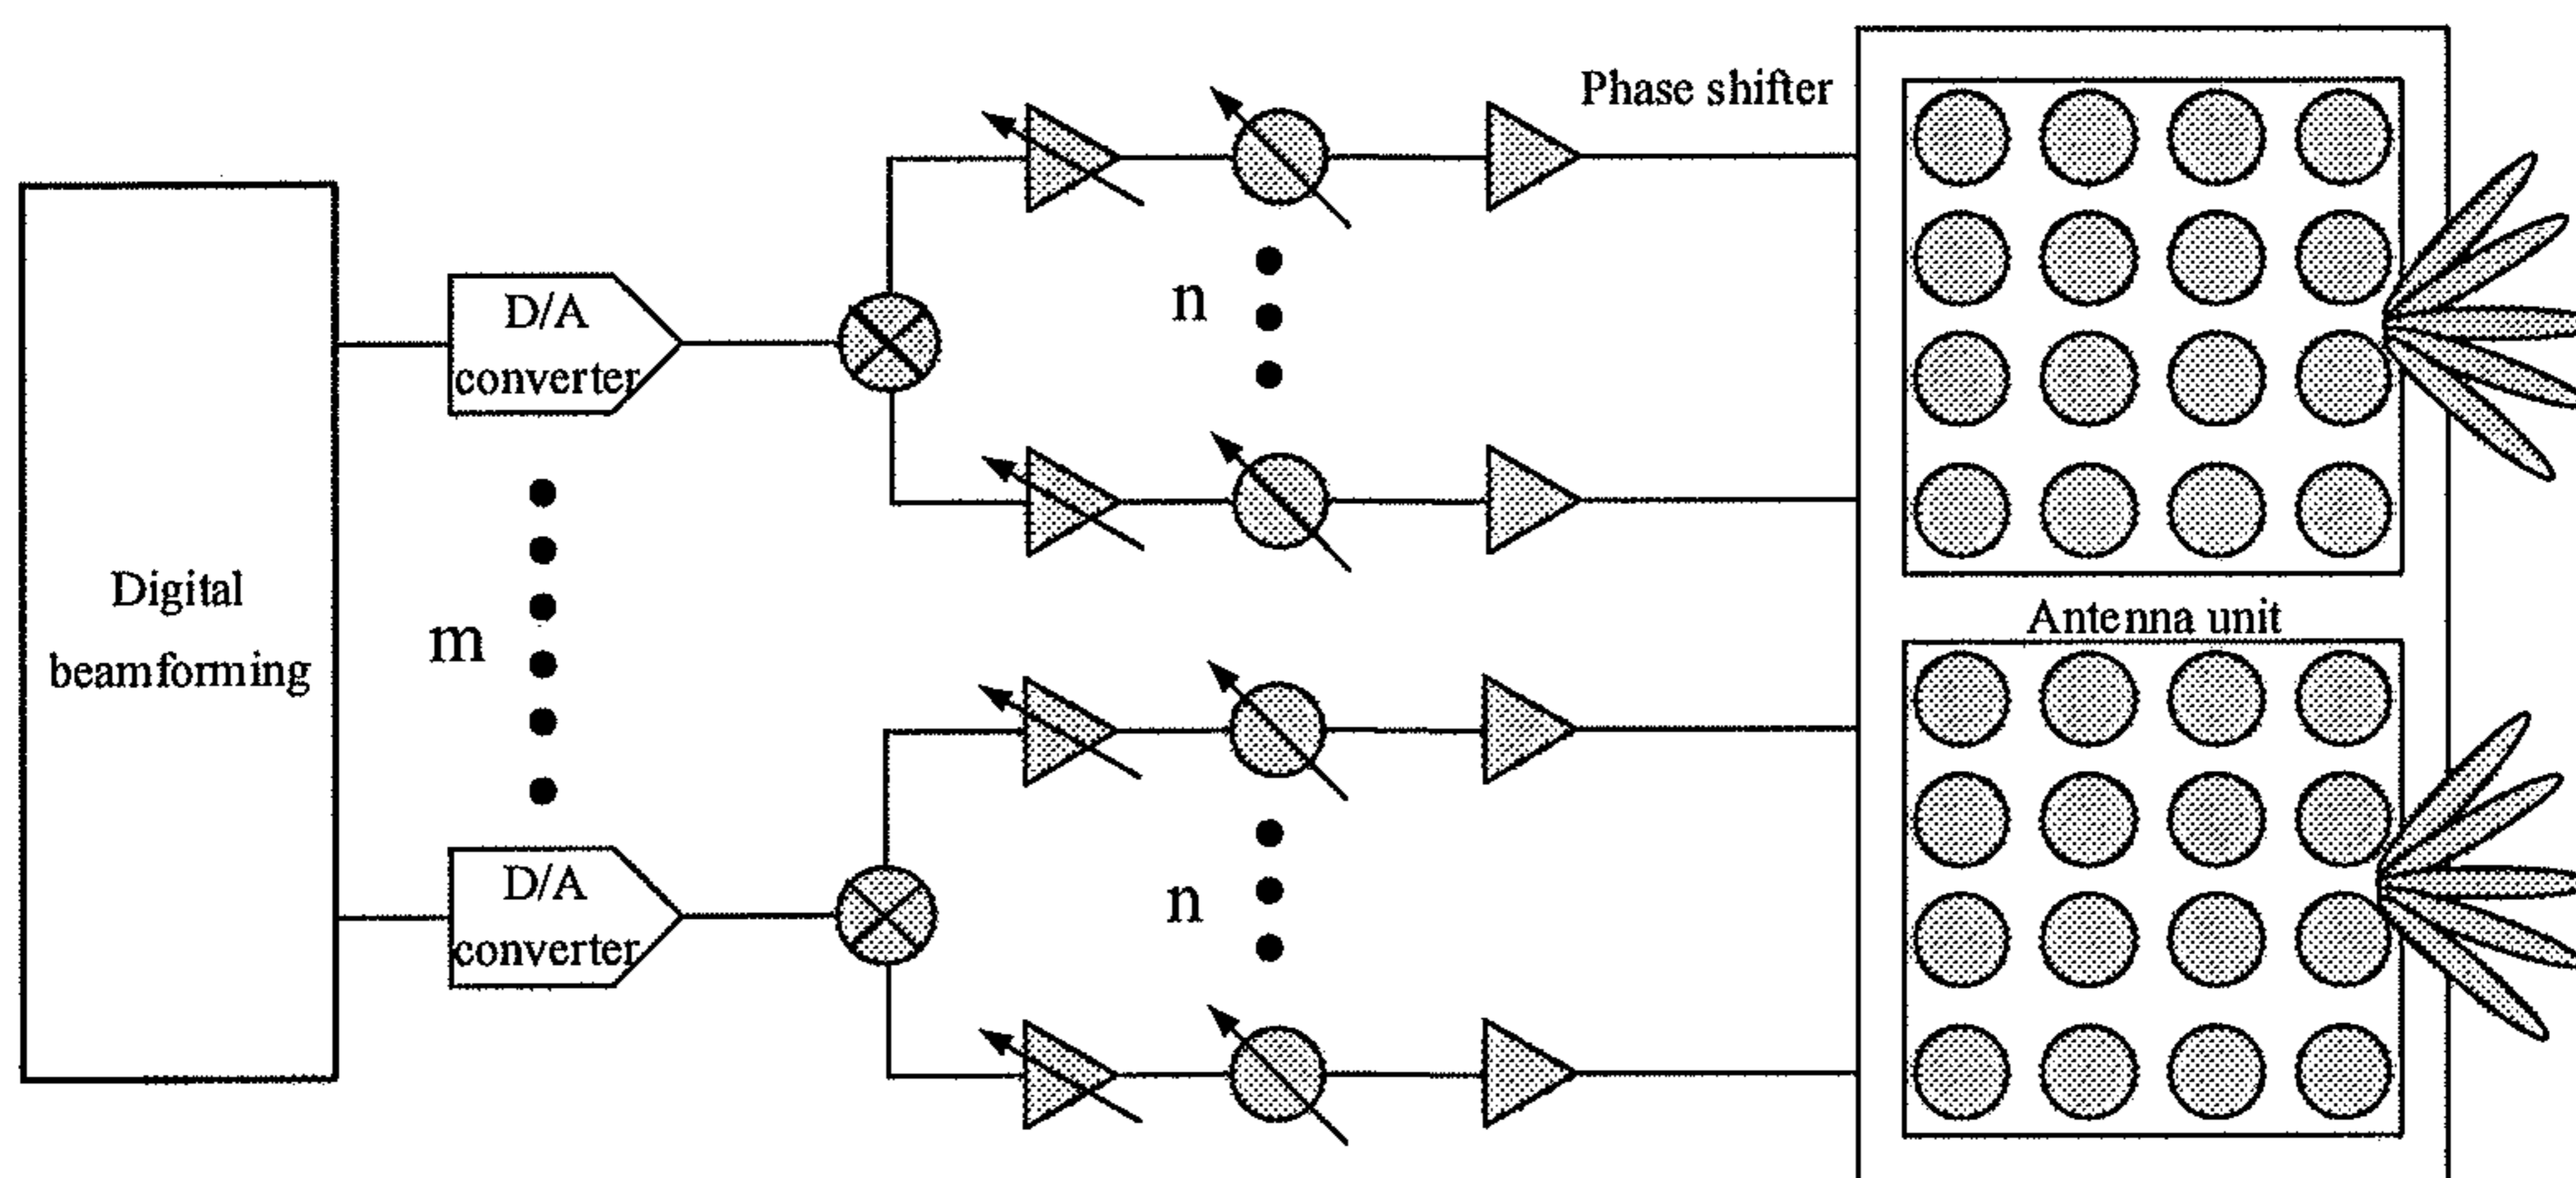 Phase shifter
D/A
converter
n
Digital
beamforming
m
n
Antenna unit
D/A
converter